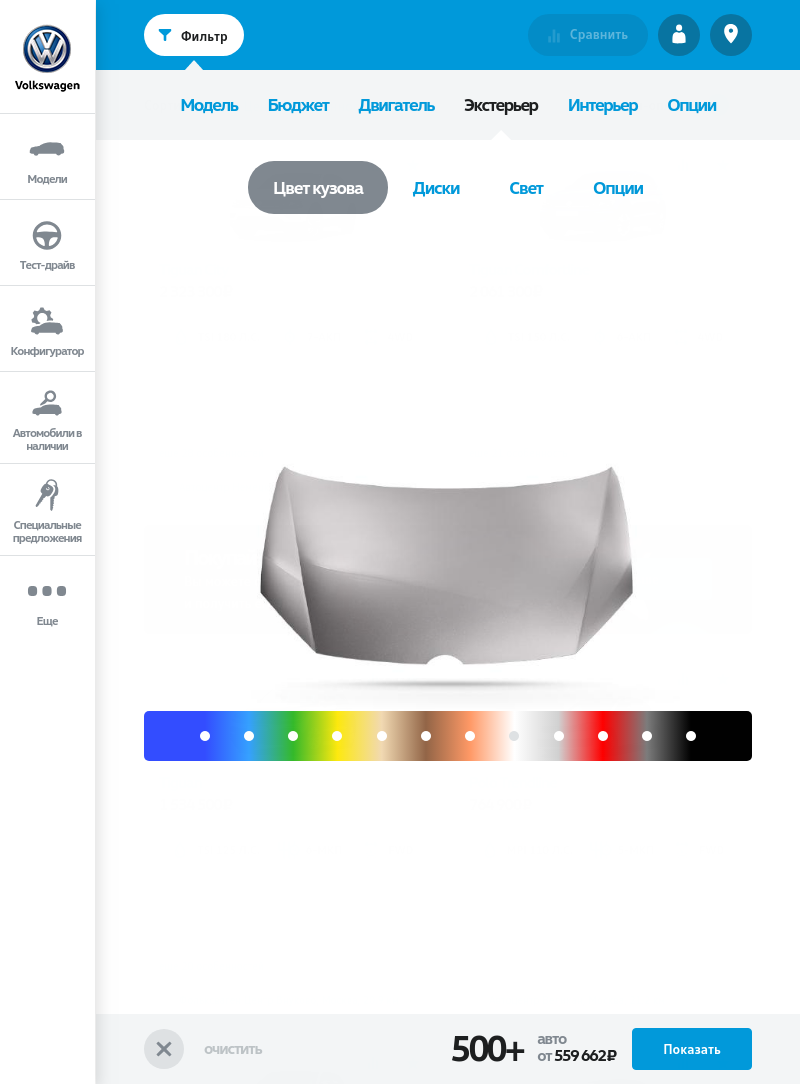 Volkswagen
Модели
Тест-драйв
Конфигуратор
Автомобили в
наличии
Специальные
предложения
Еще
Фильтр
Сравнить
Модель Бюджет Двигатель Экстерьер Интерьер Опции
Цвет кузова Диски Свет Опции
ОЧИСТИТЬ
500+
авто
от 559 662₽
Показать